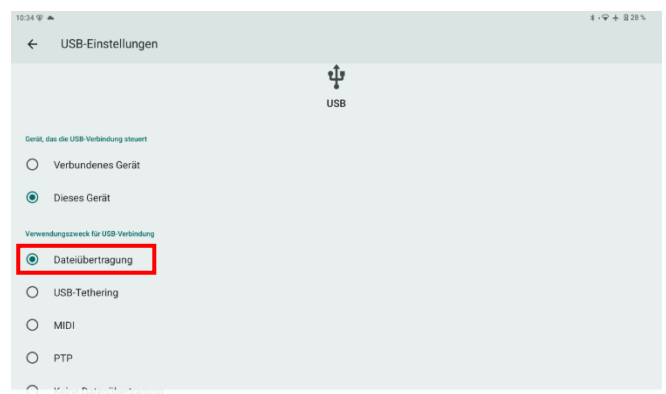 10:34
28 %
USB-Einstellungen
USB
Gerät, das die USB-Verbindung steuert
Verbundenes Gerät
Dieses Gerät
Verwendungszweck für USB-Verbindung
Dateiübertragung
USB-Tethering
MIDI
PTP